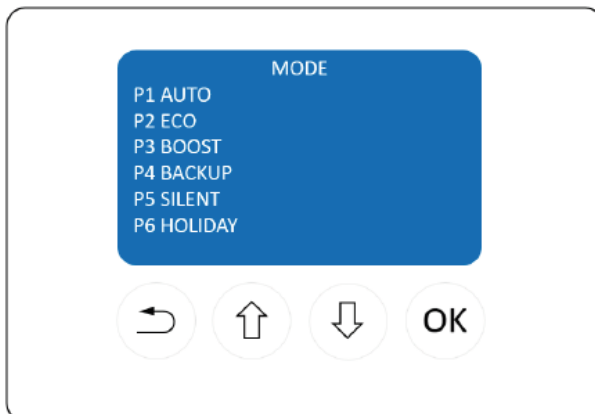 MODE
P1 AUTO
P2 ECO
P3 BOOST
P4 BACKUP
P5 SILENT
P6 HOLIDAY
OK